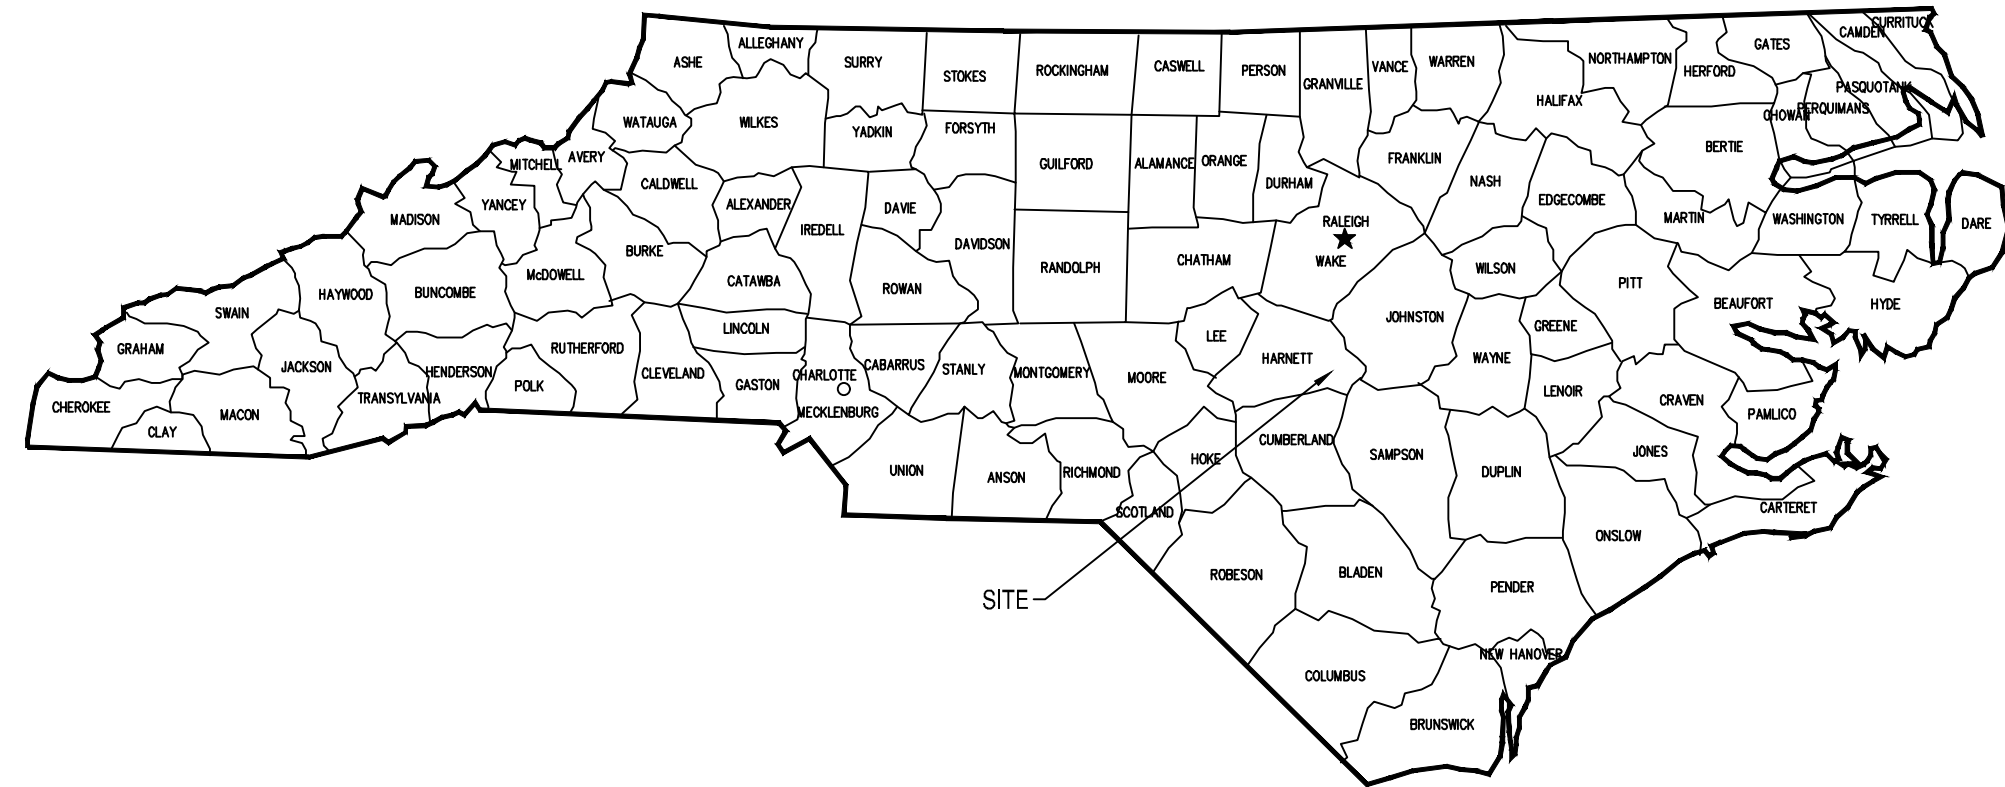 CURRITUCK
CAMDEN
ALLEGHANY
GATES
ASHE
SURRY
STOKES
ROCKINGHAM
CASWELL
PERSON
GRANVILLE
VANCE
WARREN
NORTHAMPTON
HERFORD
PASQUOTANK
HALIFAX
PERQUIMANS
CHOWAN
WATAUGA
WILKES
YADKIN
FORSYTH
MITCHELL
AVERY
GUILFORD
ALAMANCE
ORANGE
FRANKLIN
BERTIE
CALDWELL
DURHAM
NASH
YANCEY
ALEXANDER
DAVIE
EDGECOMBE
MADISON
IREDELL
RALEIGH
MARTIN
WASHINGTON
TYRRELL
DARE
BURKE
DAVIDSON
McDOWELL
CATAWBA
RANDOLPH
CHATHAM
WAKE
WILSON
PITT
HAYWOOD
BUNCOMBE
ROWAN
BEAUFORT
HYDE
SWAIN
LINCOLN
JOHNSTON
GREENE
GRAHAM
RUTHERFORD
LEE
JACKSON
HENDERSON
POLK
CLEVELAND
GASTON
CHARLOTTE
CABARRUS
STANLY
MONTGOMERY
MOORE
HARNETT
WAYNE
LENOIR
CHEROKEE
MACON
TRANSYLVANIA
MECKLENBURG
CRAVEN
PAMLICO
CLAY
CUMBERLAND
SAMPSON
JONES
UNION
ANSON
RICHMOND
HOKE
DUPLIN
SCOTLAND
CARTERET
ONSLOW
ROBESON
BLADEN
PENDER
SITE
NEW HANOVER
COLUMBUS
BRUNSWICK